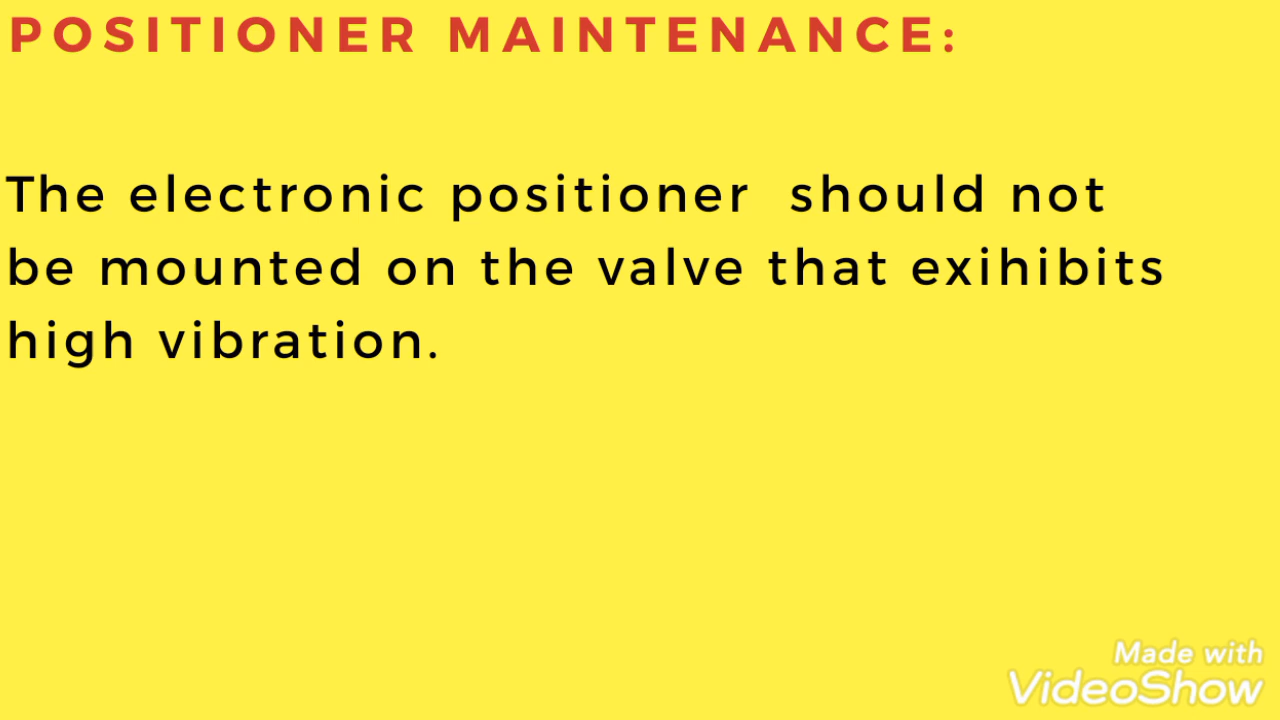 POSITIONER MAINTENANCE:
The electronic positioner should not
be mounted on the valve that exihibits
high vibration.
Made with
VideoShow